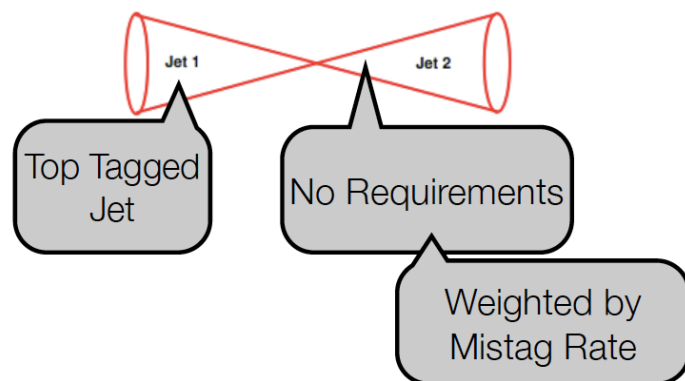 Jet 1
Jet 2
Top Tagged
Jet
No Requirements
Weighted by
Mistag Rate